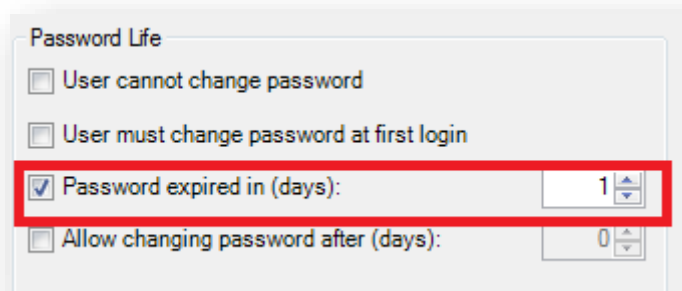 Password Life
User cannot change password
User must change password at first login
Password expired in (days): 1
Allow changing password after (days): 0